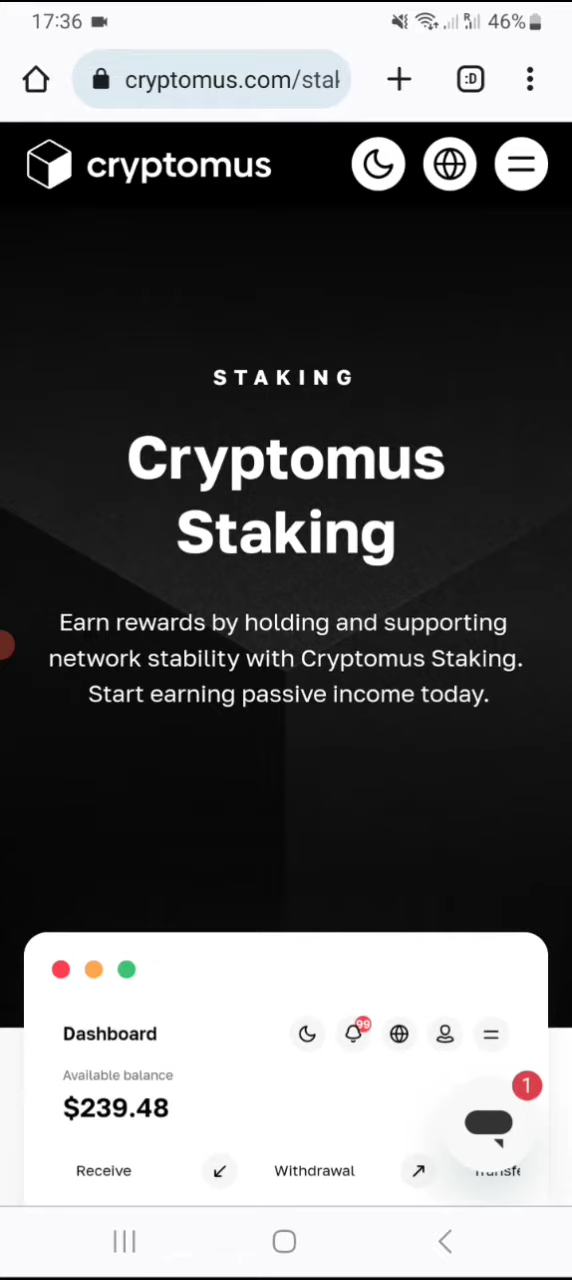 17:36
46%
cryptomus.com/stak
:D
cryptomus
STAKING
Cryptomus
Staking
Earn rewards by holding and supporting
network stability with Cryptomus Staking.
Start earning passive income today.
Dashboard
99
Available balance
$239.48
1
Receive
Withdrawal